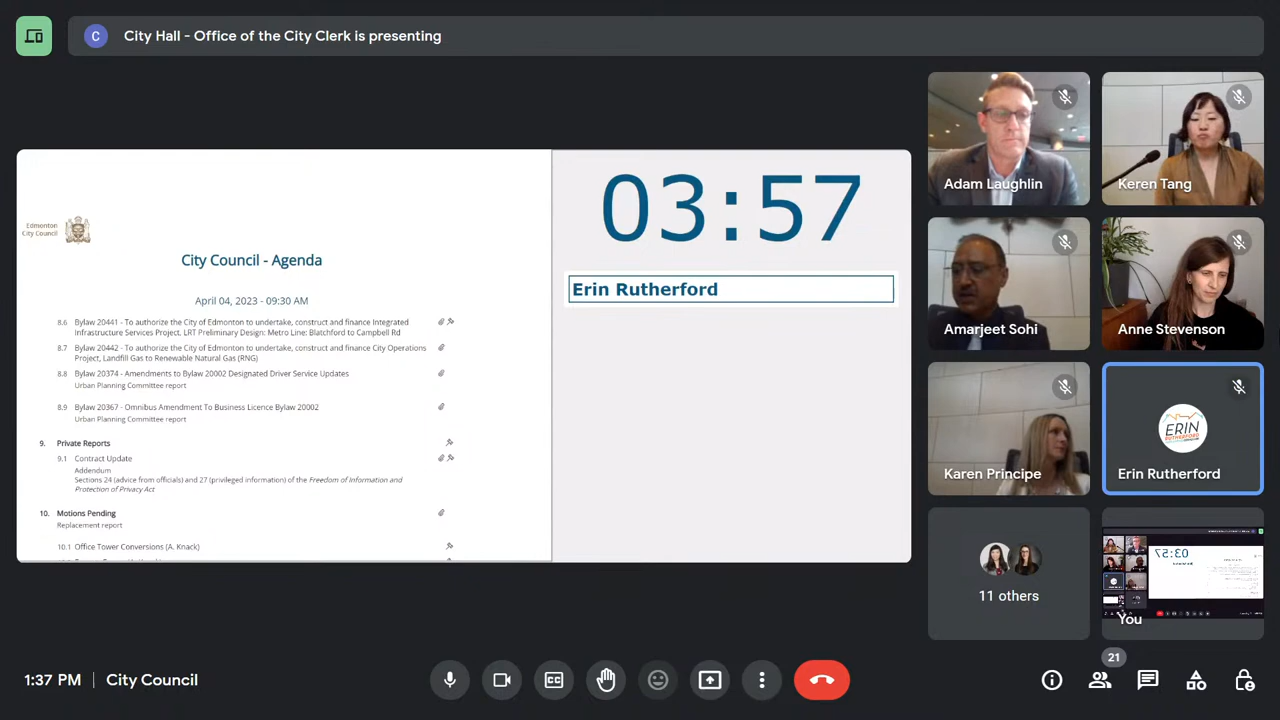 City Hall - Office of the City Clerk is presenting
C
Edmonton
City Council
City Council - Agenda
April 04, 2023 - 09:30 AM
8.6 Bylaw 20441 - To authorize the City of Edmonton to undertake, construct and finance Integrated
Infrastructure Services Project, LRT Preliminary Design: Metro Line: Blatchford to Campbell Rd
8.7 Bylaw 20442 - To authorize the City of Edmonton to undertake, construct and finance City Operations
Project, Landfill Gas to Renewable Natural Gas (RNG)
8.8 Bylaw 20374 - Amendments to Bylaw 20002 Designated Driver Service Updates
Urban Planning Committee report
8.9 Bylaw 20367 - Omnibus Amendment To Business Licence Bylaw 20002
Urban Planning Committee report
9. Private Reports
9.1 Contract Update
Addendum
Sections 24 (advice from officials) and 27 (privileged information) of the Freedom of Information and
Protection of Privacy Act
10. Motions Pending
Replacement report
10.1 Office Tower Conversions (A. Knack)
03:57
Erin Rutherford
Adam Laughlin
Keren Tang
Amarjeet Sohi
Anne Stevenson
Karen Principe
ERIN
RUTHERFORD
Erin Rutherford
11 others
03:57
You
1:37 PM | City Council
CC
21